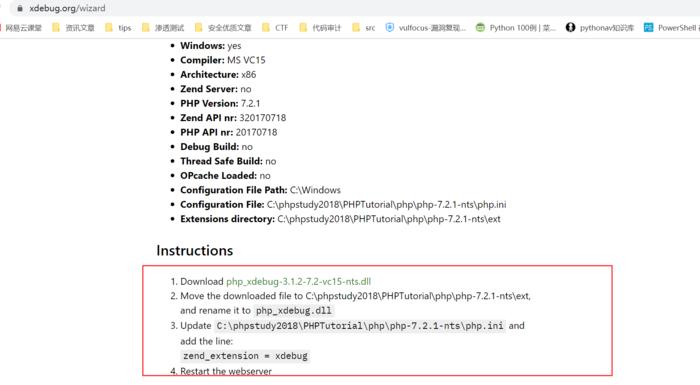 xdebug.org/wizard
网易云课堂 资讯文章 tips 渗透测试 安全优质文章 CTF 代码审计 src vulfocus-漏洞复现... Python 100例 | 菜... pythonav知识库 PowerShell
Windows: yes
Compiler: MS VC15
Architecture: x86
Zend Server: no
PHP Version: 7.2.1
Zend API nr: 320170718
PHP API nr: 20170718
Debug Build: no
Thread Safe Build: no
OPcache Loaded: no
Configuration File Path: C:\Windows
Configuration File: C:\phpstudy2018\PHPTutorial\php\php-7.2.1-nts\php.ini
Extensions directory: C:\phpstudy2018\PHPTutorial\php\php-7.2.1-nts\ext
Instructions
1. Download php_xdebug-3.1.2-7.2-vc15-nts.dll
2. Move the downloaded file to C:\phpstudy2018\PHPTutorial\php\php-7.2.1-nts\ext,
and rename it to php_xdebug.dll
3. Update C:\phpstudy2018\PHPTutorial\php\php-7.2.1-nts\php.ini and
add the line:
zend_extension = xdebug
4. Restart the webserver